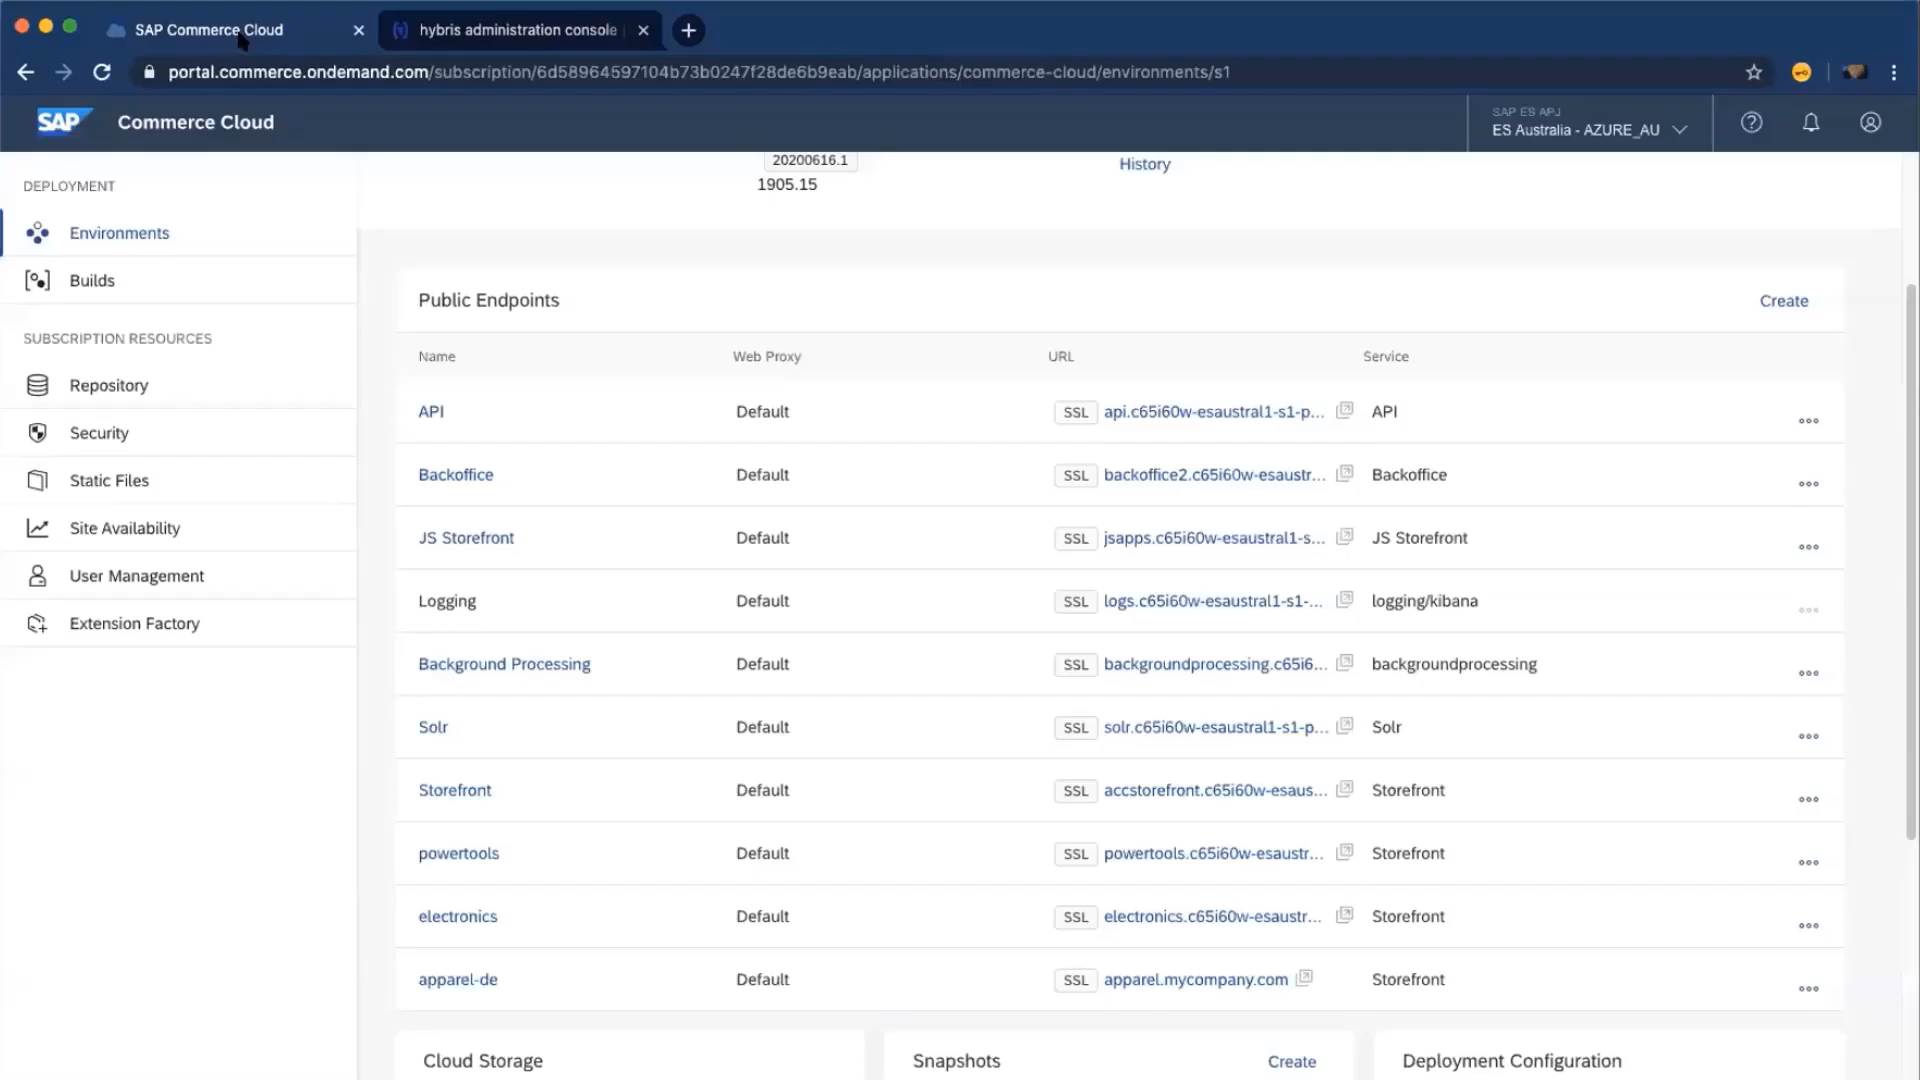 SAP Commerce Cloud
hybris administration console
portal.commerce.ondemand.com/subscription/6d58964597104b73b0247f28de6b9eab/applications/commerce-cloud/environments/s1
SAP Commerce Cloud
SAP ES APJ
ES Australia - AZURE_AU
DEPLOYMENT
Environments
Builds
SUBSCRIPTION RESOURCES
Repository
Security
Static Files
Site Availability
User Management
Extension Factory
20200616.1
1905.15
History
Public Endpoints Create
Name Web Proxy URL Service
API Default SSL api.c65i60w-esaustral1-s1-p... API
Backoffice Default SSL backoffice2.c65i60w-esaustr... Backoffice
JS Storefront Default SSL jsapps.c65i60w-esaustral1-s... JS Storefront
Logging Default SSL logs.c65i60w-esaustral1-s1-... logging/kibana
Background Processing Default SSL backgroundprocessing.c65i6... backgroundprocessing
Solr Default SSL solr.c65i60w-esaustral1-s1-p... Solr
Storefront Default SSL accstorefront.c65i60w-esaus... Storefront
powertools Default SSL powertools.c65i60w-esaustr... Storefront
electronics Default SSL electronics.c65i60w-esaustr... Storefront
apparel-de Default SSL apparel.mycompany.com Storefront
Cloud Storage
Snapshots Create
Deployment Configuration